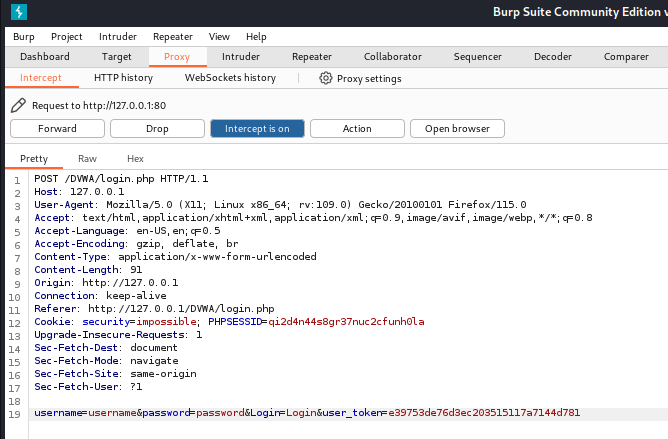 Burp Suite Community Edition v
Burp Project Intruder Repeater View Help
Dashboard Target Proxy Intruder Repeater Collaborator Sequencer Decoder Comparer
Intercept HTTP history WebSockets history Proxy settings
Request to http://127.0.0.1:80
Forward Drop Intercept is on Action Open browser
Pretty Raw Hex
1 POST /DVWA/login.php HTTP/1.1
2 Host: 127.0.0.1
3 User-Agent: Mozilla/5.0 (X11; Linux x86_64; rv:109.0) Gecko/20100101 Firefox/115.0
4 Accept: text/html,application/xhtml+xml,application/xml;q=0.9,image/avif,image/webp,*/*;q=0.8
5 Accept-Language: en-US,en;q=0.5
6 Accept-Encoding: gzip, deflate, br
7 Content-Type: application/x-www-form-urlencoded
8 Content-Length: 91
9 Origin: http://127.0.0.1
10 Connection: keep-alive
11 Referer: http://127.0.0.1/DVWA/login.php
12 Cookie: security=impossible; PHPSESSID=qi2d4n44s8gr37nuc2cfunh0la
13 Upgrade-Insecure-Requests: 1
14 Sec-Fetch-Dest: document
15 Sec-Fetch-Mode: navigate
16 Sec-Fetch-Site: same-origin
17 Sec-Fetch-User: ?1
18
19 username=username&password=password&Login=Login&user_token=e39753de76d3ec203515117a7144d781